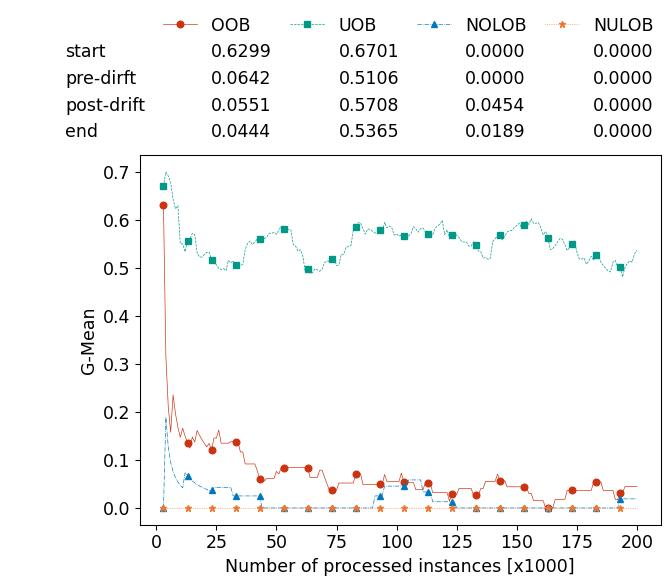 OOB UOB NOLOB NULOB
start 0.6299 0.6701 0.0000 0.0000
pre-dirft 0.0642 0.5106 0.0000 0.0000
post-drift 0.0551 0.5708 0.0454 0.0000
end 0.0444 0.5365 0.0189 0.0000
0.7
0.6
0.5
0.4
0.3
0.2
0.1
0.0
G-Mean
0 25 50 75 100 125 150 175 200
Number of processed instances [x1000]